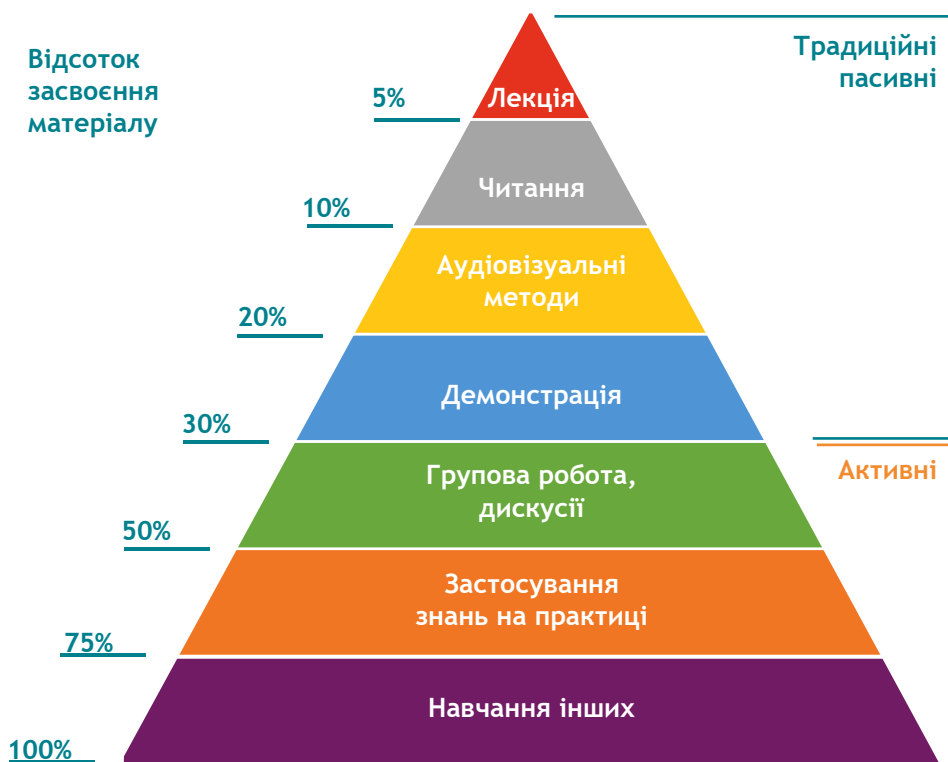 Відсоток
засвоєння
матеріалу
Традиційні
пасивні
5%
Лекція
Читання
10%
Аудіовізуальні
методи
20%
Демонстрація
30%
Групова робота,
дискусії
Активні
50%
Застосування
знань на практиці
75%
Навчання інших
100%